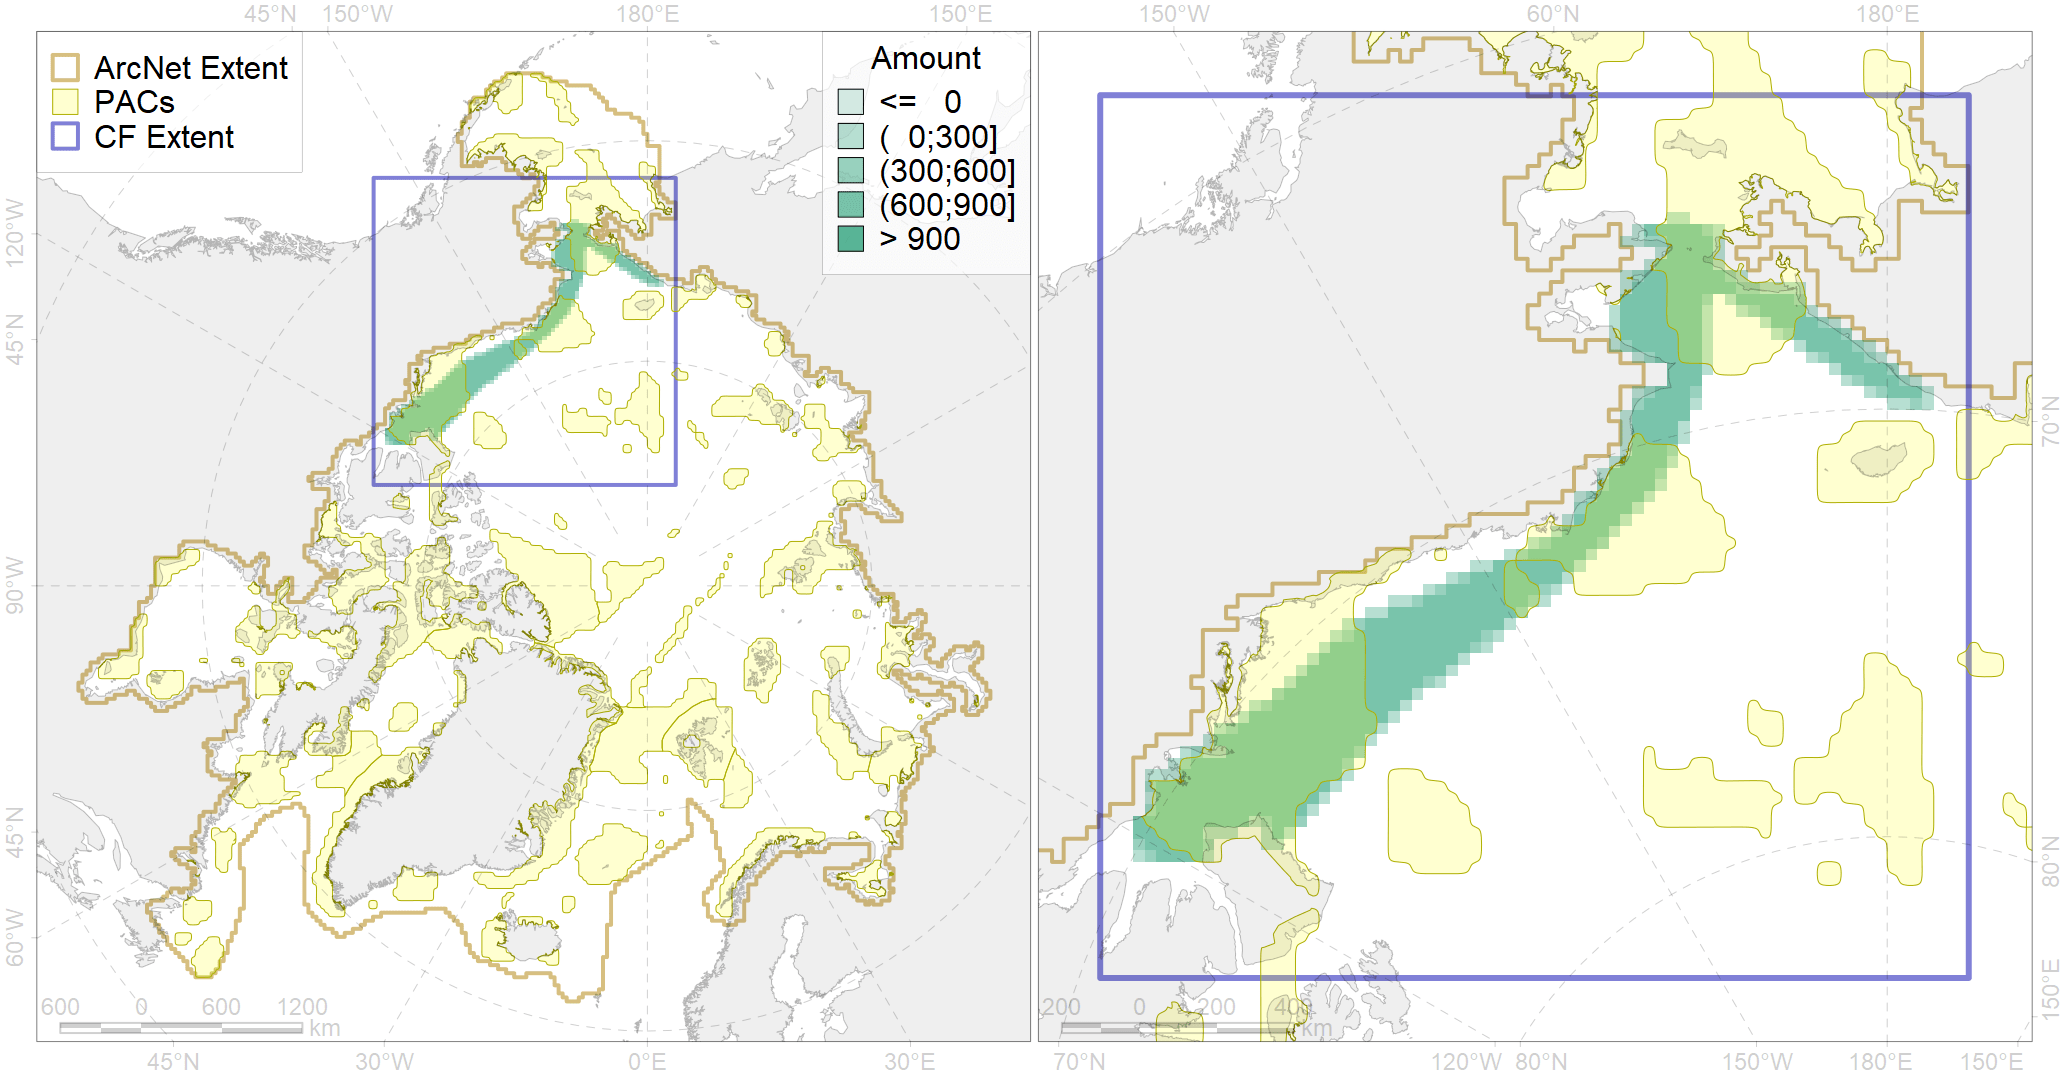 45°N 150°W 180°E 150°E 150°W 60°N 180°E
ArcNet Extent
PACs
CF Extent
Amount
<= 0
( 0;300]
(300;600]
(600;900]
> 900
120°W
45°N
90°W
45°N
60°W
70°N
80°N
150°E
600 0 600 1200
km
200 0 200 400
km
45°N 30°W 0°E 30°E 70°N 120°W 80°N 150°W 180°E 150°E